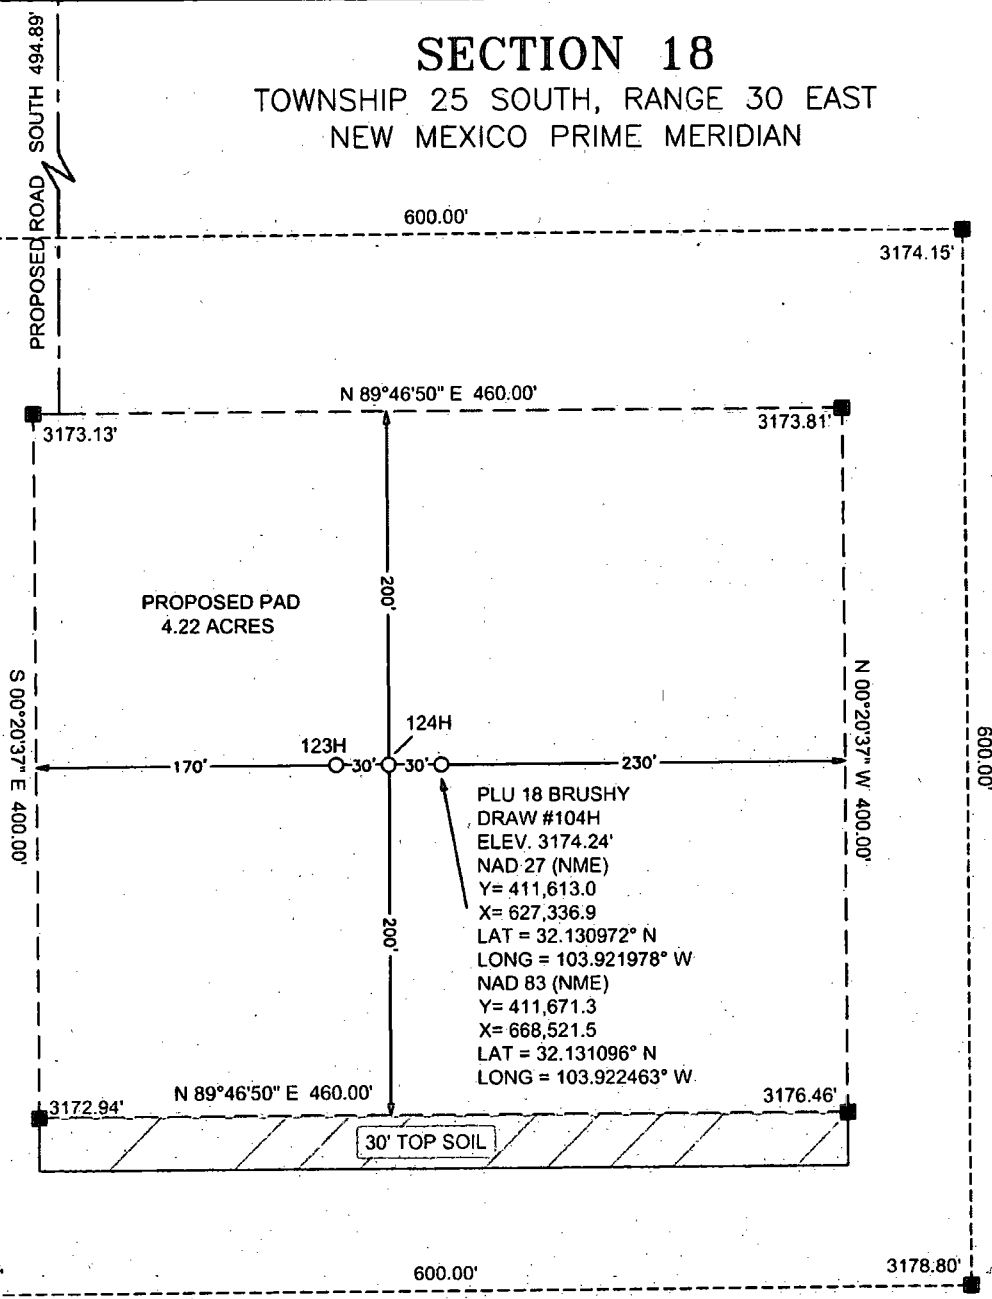 SECTION 18
TOWNSHIP 25 SOUTH, RANGE 30 EAST
NEW MEXICO PRIME MERIDIAN
PROPOSED ROAD SOUTH 494.89'
600.00'
3174.15'
N 89°46'50" E 460.00'
3173.13'
3173.81'
200'
PROPOSED PAD
4.22 ACRES
S 00°20'37" E 400.00'
N 00°20'37" W 400.00'
600.00'
124H
123H
170'
30'
30'
230'
PLU 18 BRUSHY
DRAW #104H
ELEV. 3174.24'
NAD 27 (NME)
Y= 411,613.0
X= 627,336.9
LAT = 32.130972° N
LONG = 103.921978° W
NAD 83 (NME)
Y= 411,671.3
X= 668,521.5
LAT = 32.131096° N
LONG = 103.922463° W
200'
N 89°46'50" E 460.00'
3172.94'
3176.46'
30' TOP SOIL
600.00'
3178.80'